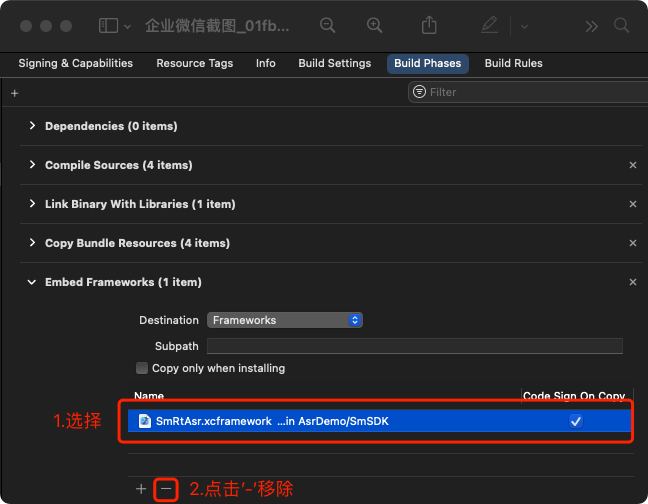 企业微信截图_01fb...
Signing & Capabilities Resource Tags Info Build Settings Build Phases Build Rules
+ Filter
Dependencies (0 items)
Compile Sources (4 items)
Link Binary With Libraries (1 item)
Copy Bundle Resources (4 items)
Embed Frameworks (1 item)
Destination Frameworks
Subpath
Copy only when installing
Name Code Sign On Copy
1.选择 SmRtAsr.xcframework ...in AsrDemo/SmSDK
+ − 2.点击'-'移除